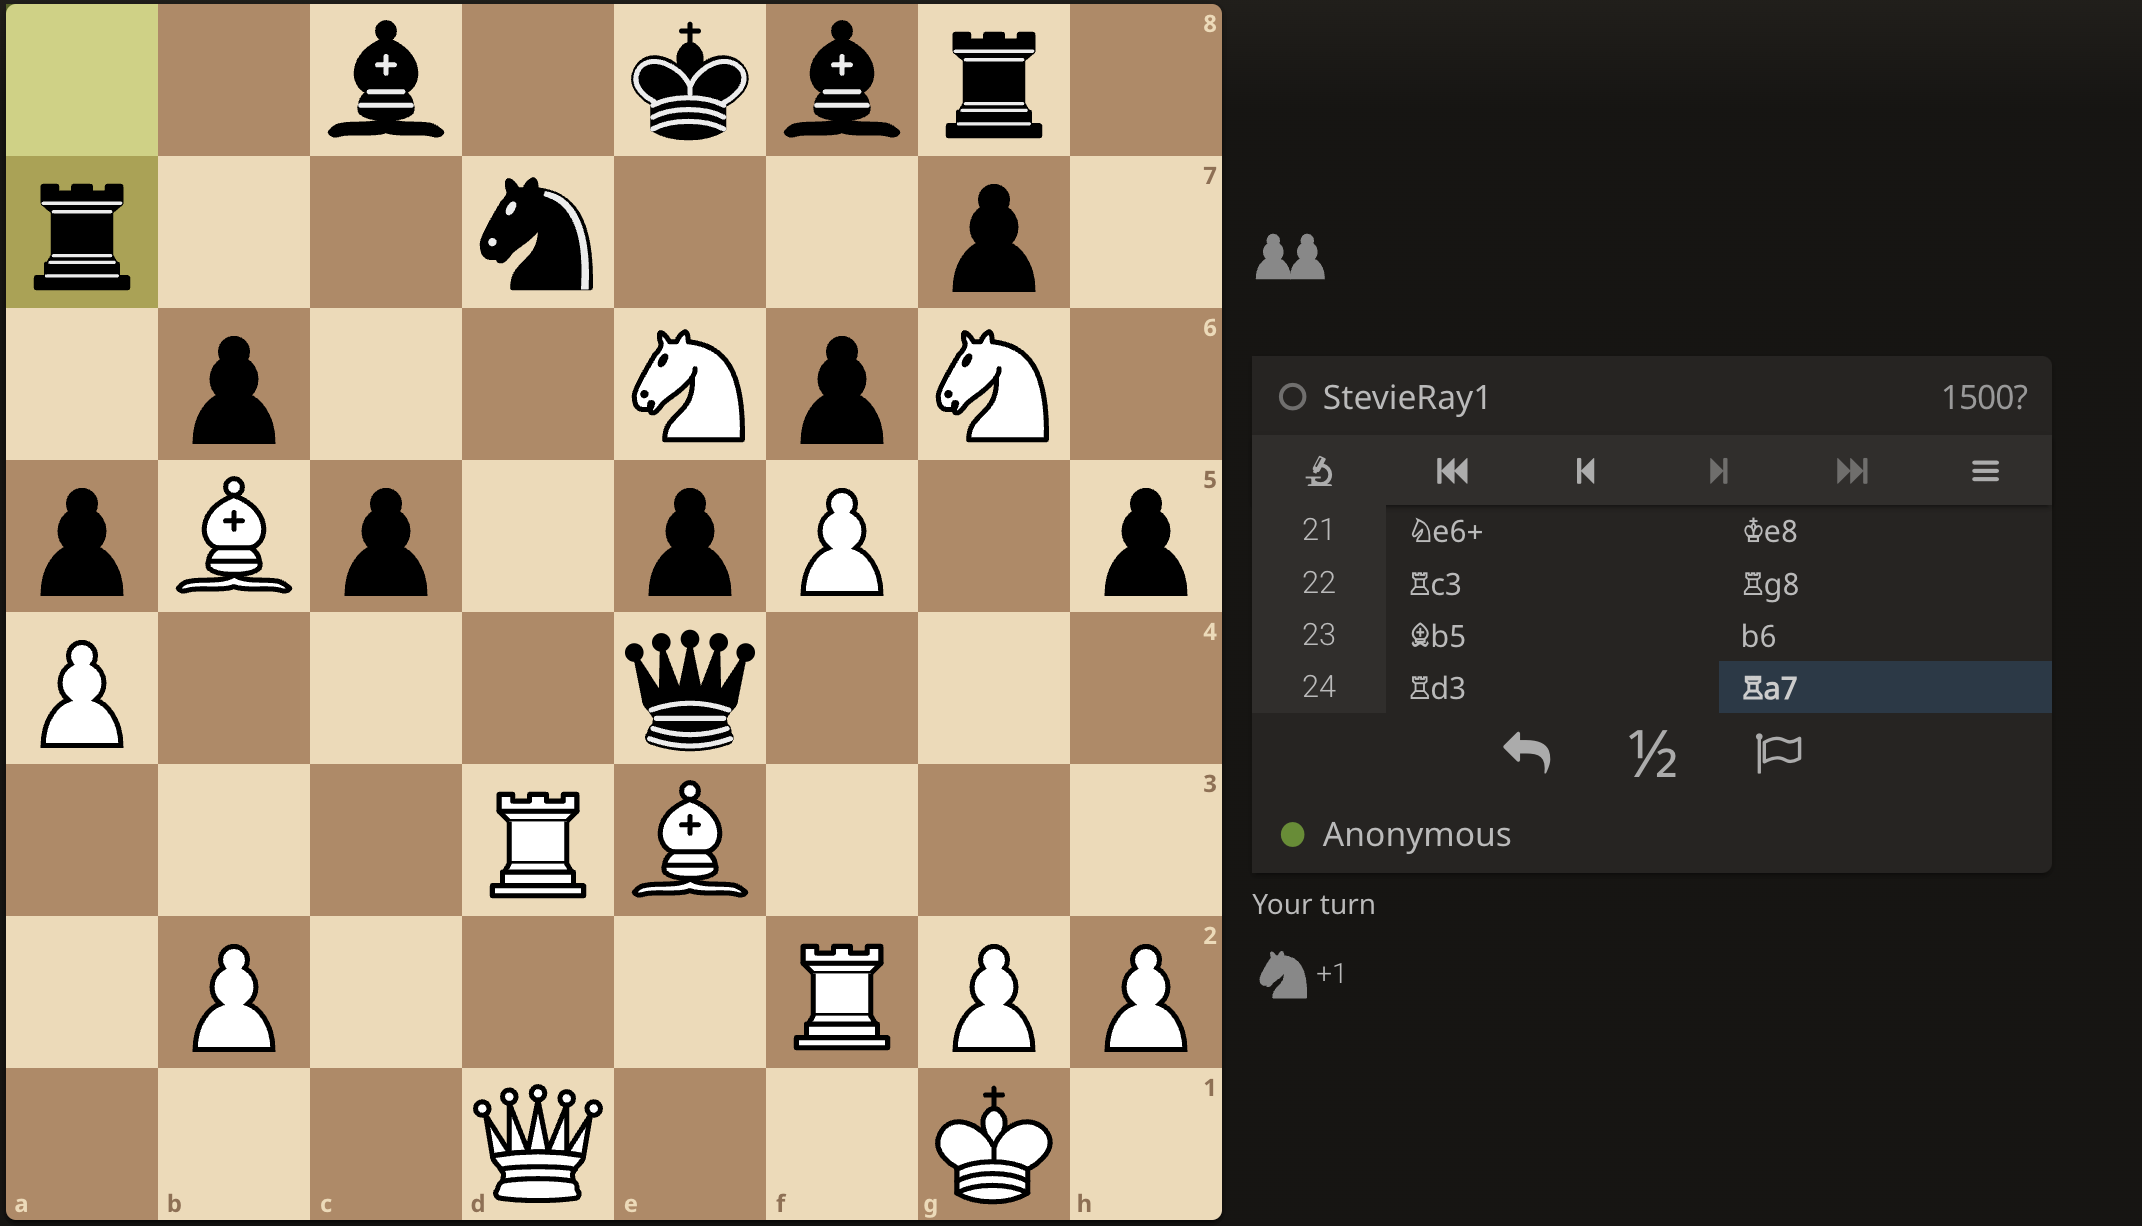 8
7
6
5
4
3
2
1
a b c d e f g h
StevieRay1 1500?
21 ♘e6+ ♔e8
22 ♖c3 ♖g8
23 ♗b5 b6
24 ♖d3 ♖a7
½
Anonymous
Your turn
+1